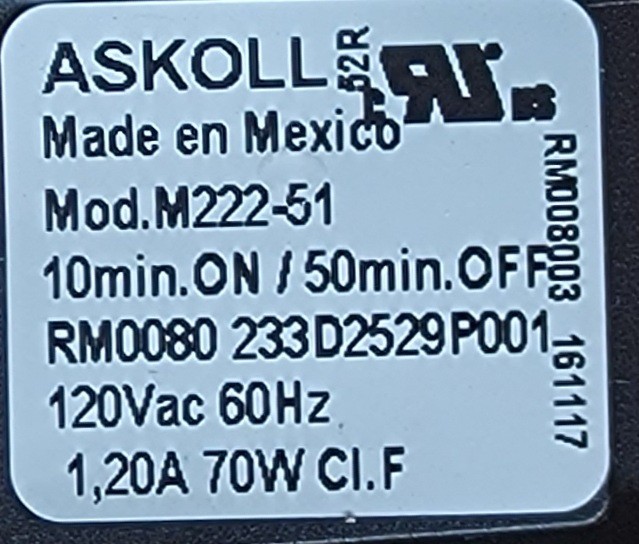 ASKOLL
Made en Mexico
Mod.M222-51
10min.ON / 50min.OFF
RM0080 233D2529P001
120Vac 60Hz
1,20A 70W Cl.F
52R
RM008003 161117